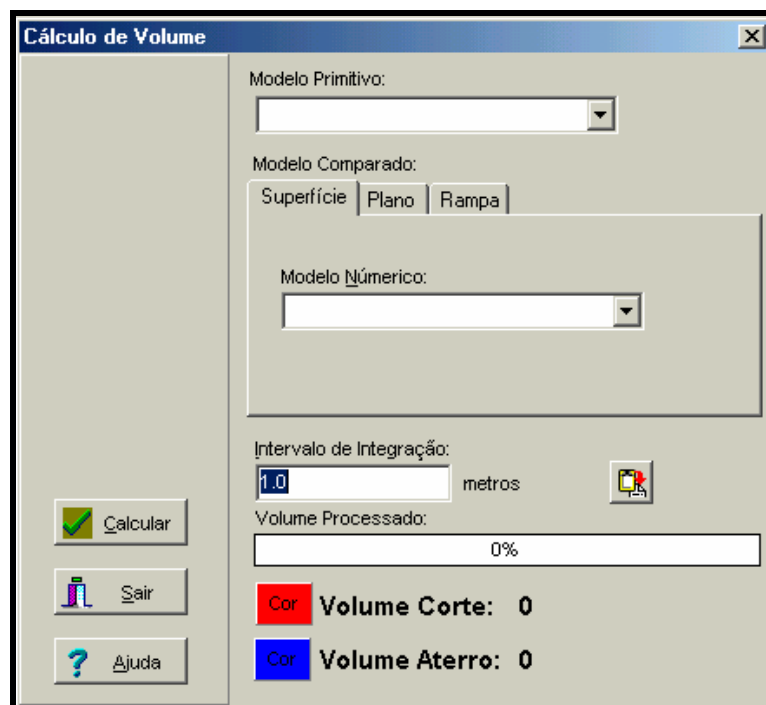 Cálculo de Volume
Modelo Primitivo:
Modelo Comparado:
Superfície Plano Rampa
Modelo Númerico:
Intervalo de Integração:
1.0 metros
Volume Processado:
0%
Calcular
Sair
Ajuda
Cor Volume Corte: 0
Cor Volume Aterro: 0